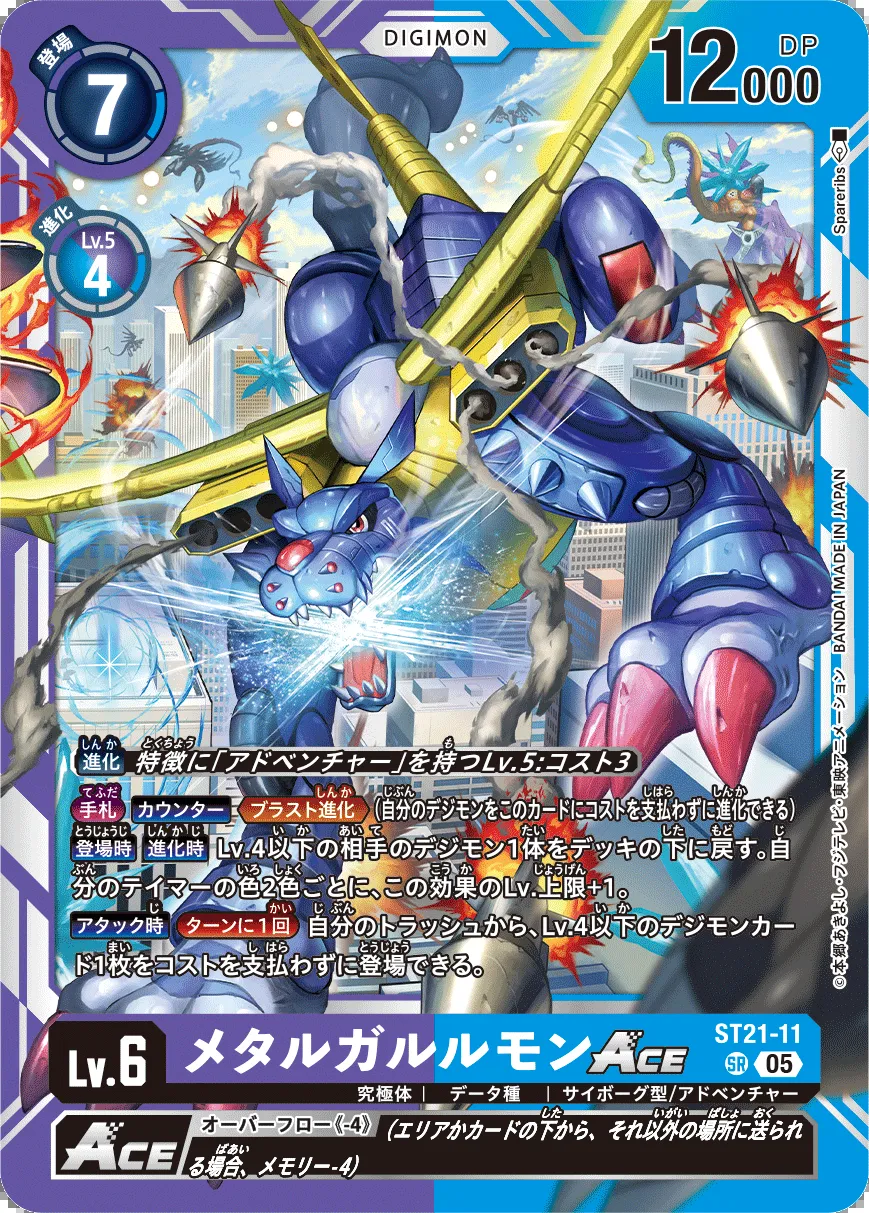 DIGIMON
登場
7
12000
DP
進化
Lv.5
4
Spareribs
©本郷あきよし・フジテレビ・東映アニメーション BANDAI MADE IN JAPAN
進化 特徴に「アドベンチャー」を持つLv.5:コスト3
手札 カウンター ブラスト進化 (自分のデジモンをこのカードにコストを支払わずに進化できる)
登場時 進化時 Lv.4以下の相手のデジモン1体をデッキの下に戻す。自
分のテイマーの色2色ごとに、この効果のLv.上限+1。
アタック時 ターンに1回 自分のトラッシュから、Lv.4以下のデジモンカー
ド1枚をコストを支払わずに登場できる。
Lv.6
メタルガルルモンACE
ST21-11
SR 05
究極体 | データ種 | サイボーグ型/アドベンチャー
ACE
オーバーフロー《-4》 (エリアかカードの下から、それ以外の場所に送られ
る場合、メモリー-4)